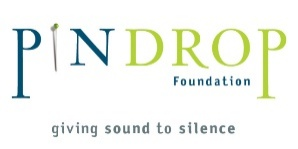 PiNDROP
Foundation
giving sound to silence